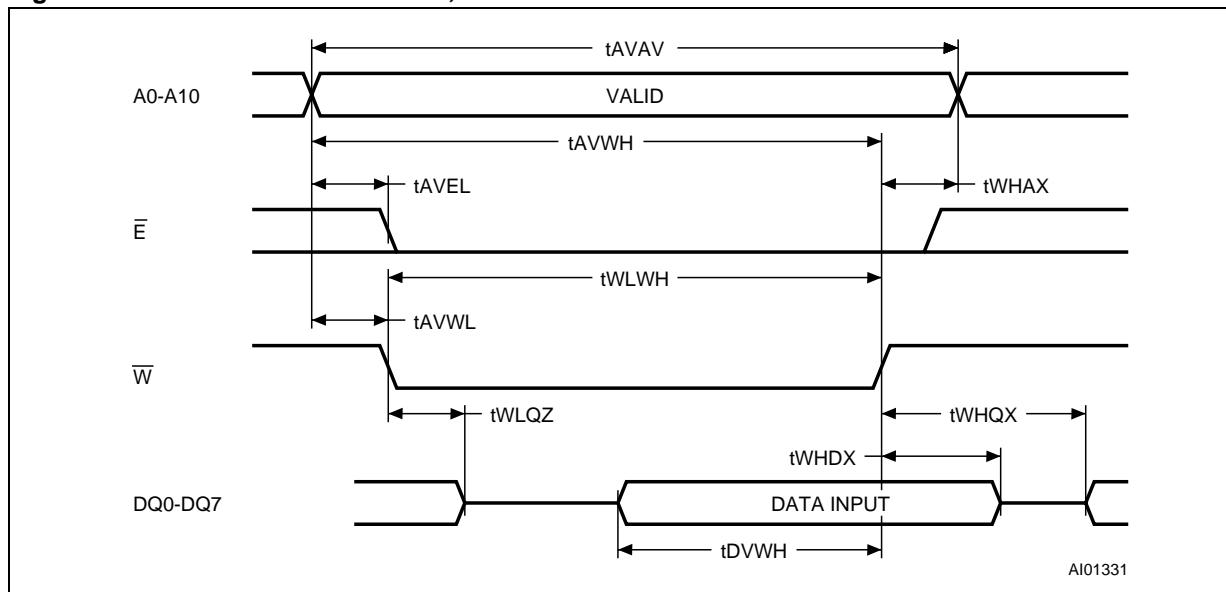 tAVAV
A0-A10
VALID
tAVWH
tAVEL
tWHAX
E̅
tWLWH
tAVWL
W̅
tWLQZ
tWHQX
tWHDX
DQ0-DQ7
DATA INPUT
tDVWH
AI01331